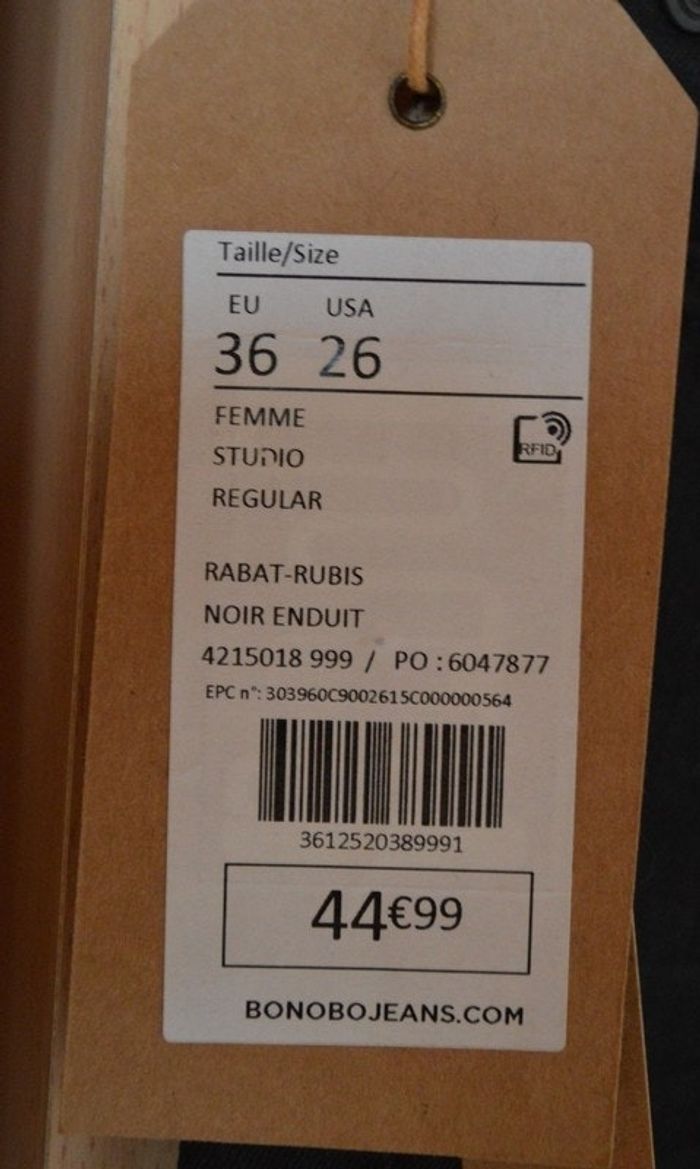 Taille/Size
EU USA
36 26
FEMME
RFID
STUDIO
REGULAR
RABAT-RUBIS
NOIR ENDUIT
4215018 999 / PO : 6047877
EPC n°: 303960C9002615C000000564
3612520389991
44€99
BONOBOJEANS.COM